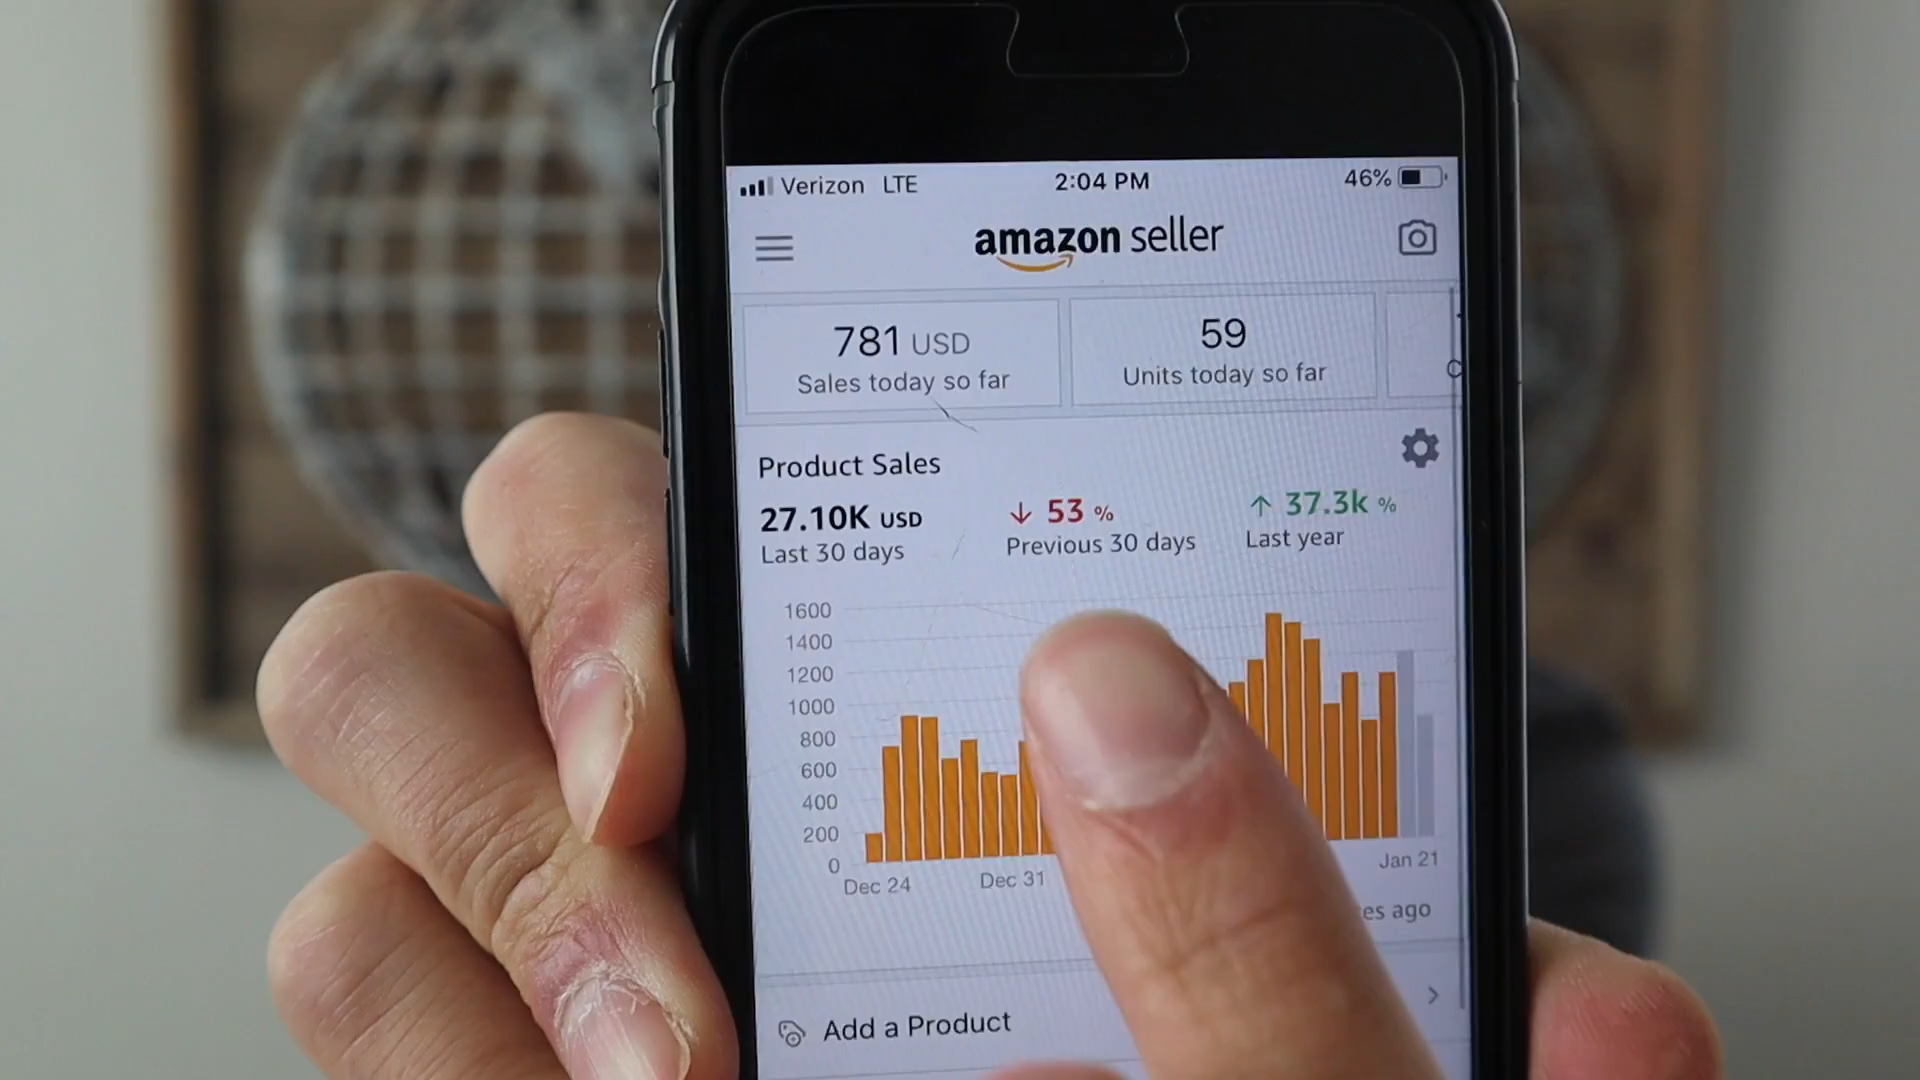 Verizon LTE 2:04 PM 46%
amazon seller
781 USD
Sales today so far
59
Units today so far
Product Sales
27.10K USD
Last 30 days
↓ 53 %
Previous 30 days
↑ 37.3k %
Last year
1600
1400
1200
1000
800
600
400
200
0
Dec 24 Dec 31 Jan 21
es ago
Add a Product